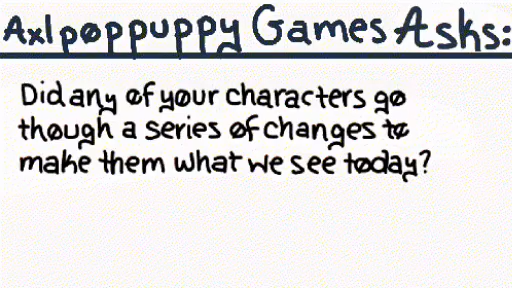 Axlpoppuppy Games Asks:
Did any of your characters go
though a series of changes to
make them what we see today?